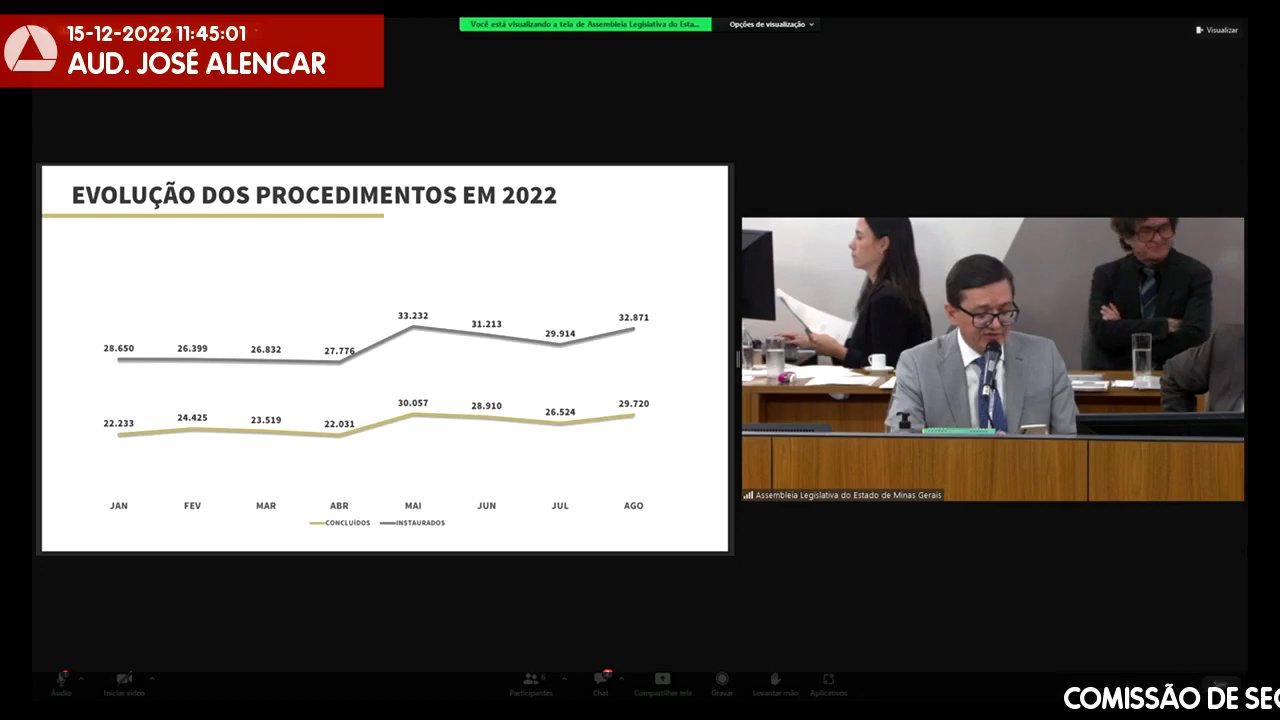 15-12-2022 11:45:01
AUD. JOSÉ ALENCAR
Você está visualizando a tela de Assembleia Legislativa do Esta...
Opções de visualização
Visualizar
EVOLUÇÃO DOS PROCEDIMENTOS EM 2022
33.232
31.213
29.914
32.871
28.650
26.399
26.832
27.776
30.057
28.910
26.524
29.720
22.233
24.425
23.519
22.031
JAN FEV MAR ABR MAI JUN JUL AGO
CONCLUÍDOS INSTAURADOS
Assembleia Legislativa do Estado de Minas Gerais
Áudio
Iniciar vídeo
Participantes
6
Chat
Compartilhar tela
Gravar
Levantar mão
Aplicativos
COMISSÃO DE SEG